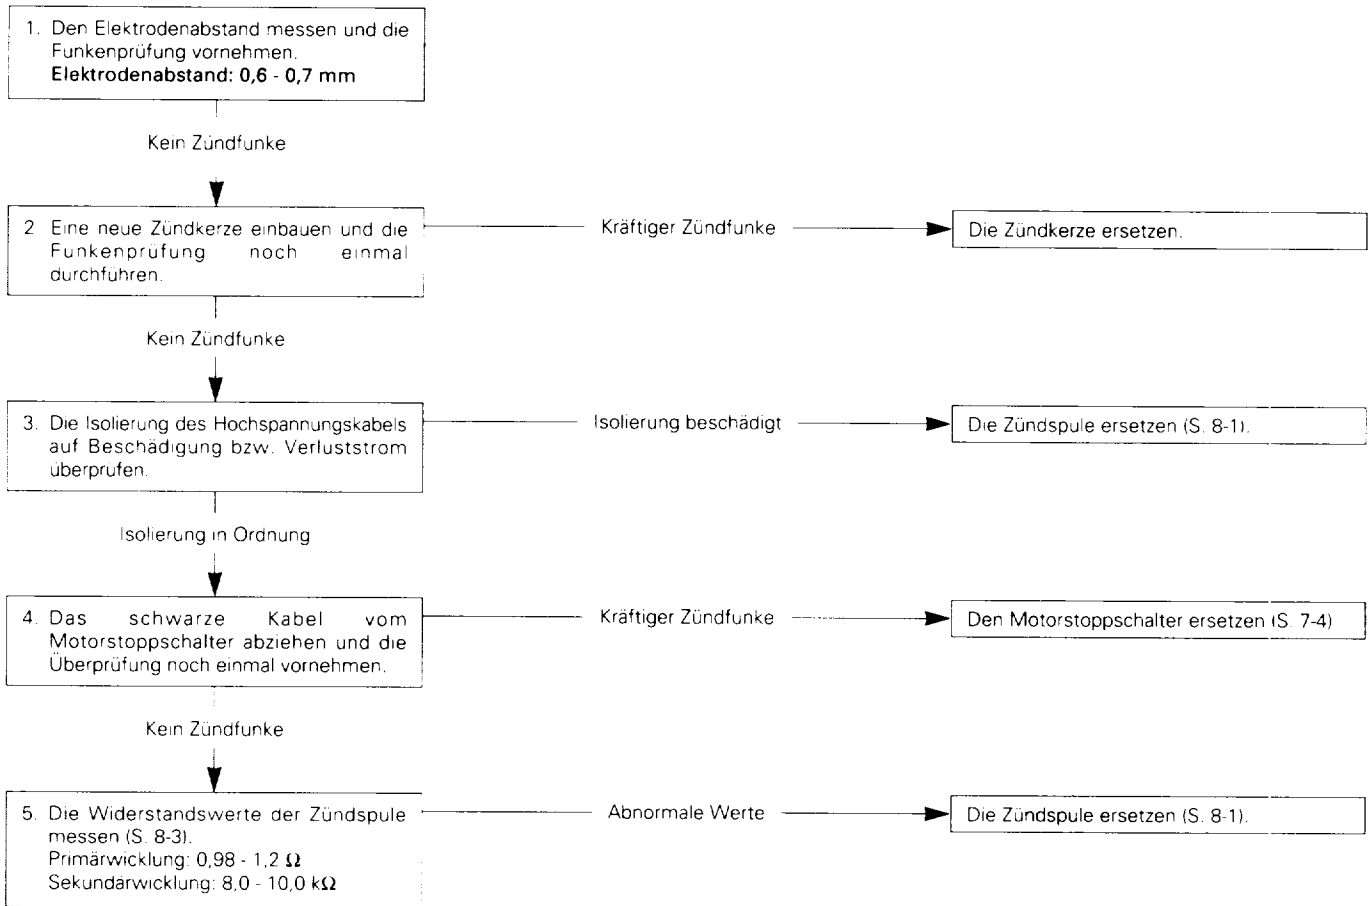 1. Den Elektrodenabstand messen und die
Funkenprüfung vornehmen.
Elektrodenabstand: 0,6 - 0,7 mm
Kein Zündfunke
2 Eine neue Zündkerze einbauen und die
Funkenprüfung noch einmal
durchführen.
Kräftiger Zündfunke
Die Zündkerze ersetzen.
Kein Zündfunke
3. Die Isolierung des Hochspannungskabels
auf Beschädigung bzw. Verluststrom
überprufen.
Isolierung beschädigt
Die Zündspule ersetzen (S. 8-1).
Isolierung in Ordnung
4. Das schwarze Kabel vom
Motorstoppschalter abziehen und die
Überprüfung noch einmal vornehmen.
Kräftiger Zündfunke
Den Motorstoppschalter ersetzen (S. 7-4)
Kein Zündfunke
5. Die Widerstandswerte der Zündspule
messen (S. 8-3).
Primärwicklung: 0,98 - 1,2 Ω
Sekundärwicklung: 8,0 - 10,0 kΩ
Abnormale Werte
Die Zündspule ersetzen (S. 8-1).